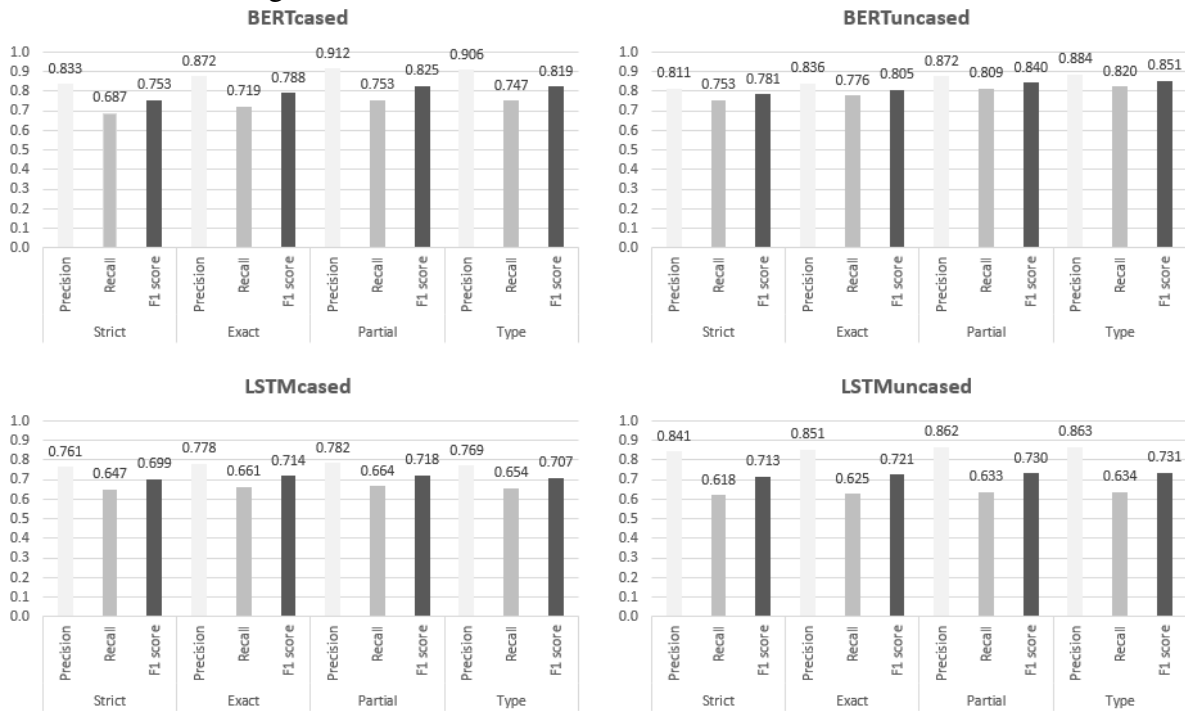 BERTcased
1.0
0.9
0.8
0.7
0.6
0.5
0.4
0.3
0.2
0.1
0.0
0.833
0.687
0.753
0.872
0.719
0.788
0.912
0.753
0.825
0.906
0.747
0.819
Precision
Recall
F1 score
Precision
Recall
F1 score
Precision
Recall
F1 score
Precision
Recall
F1 score
Strict
Exact
Partial
Type
BERTuncased
1.0
0.9
0.8
0.7
0.6
0.5
0.4
0.3
0.2
0.1
0.0
0.811
0.753
0.781
0.836
0.776
0.805
0.872
0.809
0.840
0.884
0.820
0.851
Precision
Recall
F1 score
Precision
Recall
F1 score
Precision
Recall
F1 score
Precision
Recall
F1 score
Strict
Exact
Partial
Type
LSTMcased
1.0
0.9
0.8
0.7
0.6
0.5
0.4
0.3
0.2
0.1
0.0
0.761
0.647
0.699
0.778
0.661
0.714
0.782
0.664
0.718
0.769
0.654
0.707
Precision
Recall
F1 score
Precision
Recall
F1 score
Precision
Recall
F1 score
Precision
Recall
F1 score
Strict
Exact
Partial
Type
LSTMuncased
1.0
0.9
0.8
0.7
0.6
0.5
0.4
0.3
0.2
0.1
0.0
0.841
0.618
0.713
0.851
0.625
0.721
0.862
0.633
0.730
0.863
0.634
0.731
Precision
Recall
F1 score
Precision
Recall
F1 score
Precision
Recall
F1 score
Precision
Recall
F1 score
Strict
Exact
Partial
Type